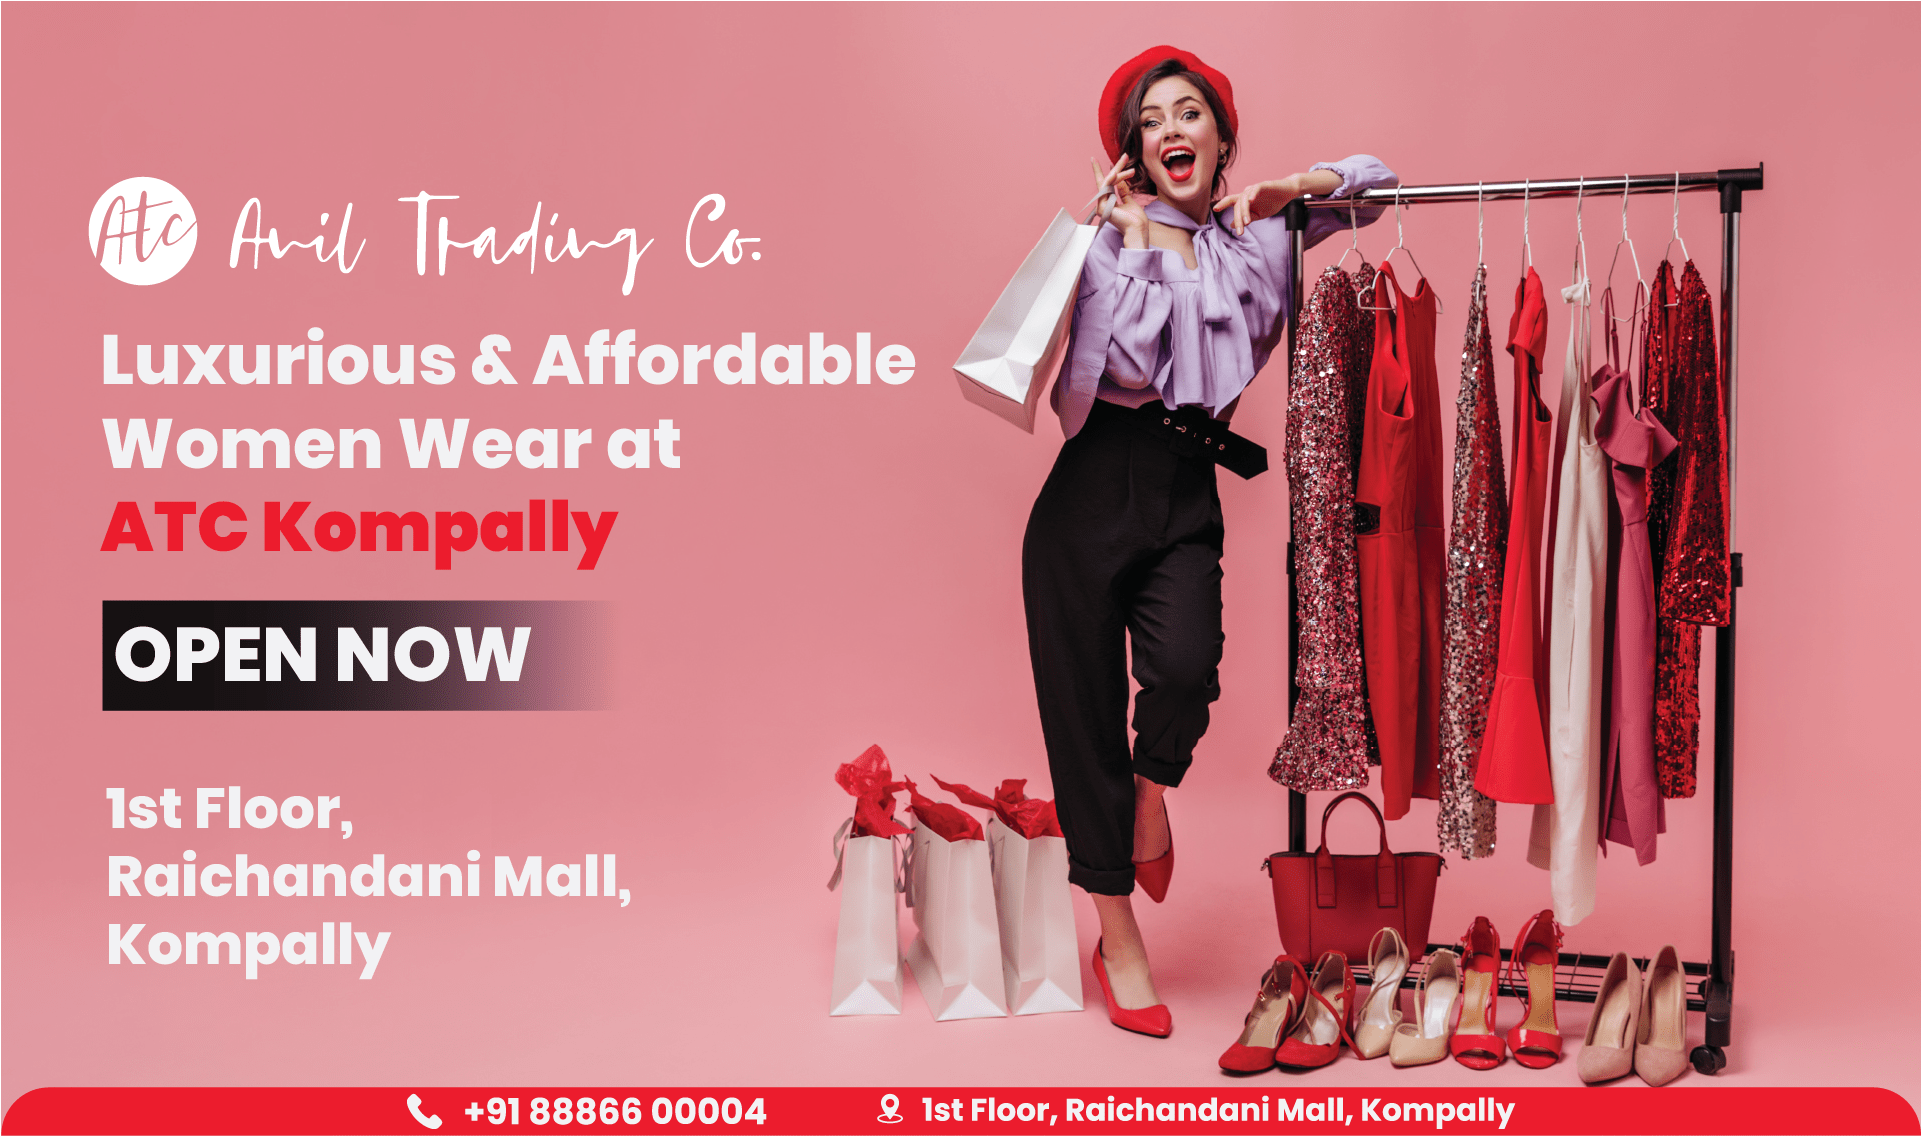 Atc Avil Trading Co.
Luxurious & Affordable
Women Wear at
ATC Kompally
OPEN NOW
1st Floor,
Raichandani Mall,
Kompally
+91 88866 00004 1st Floor, Raichandani Mall, Kompally